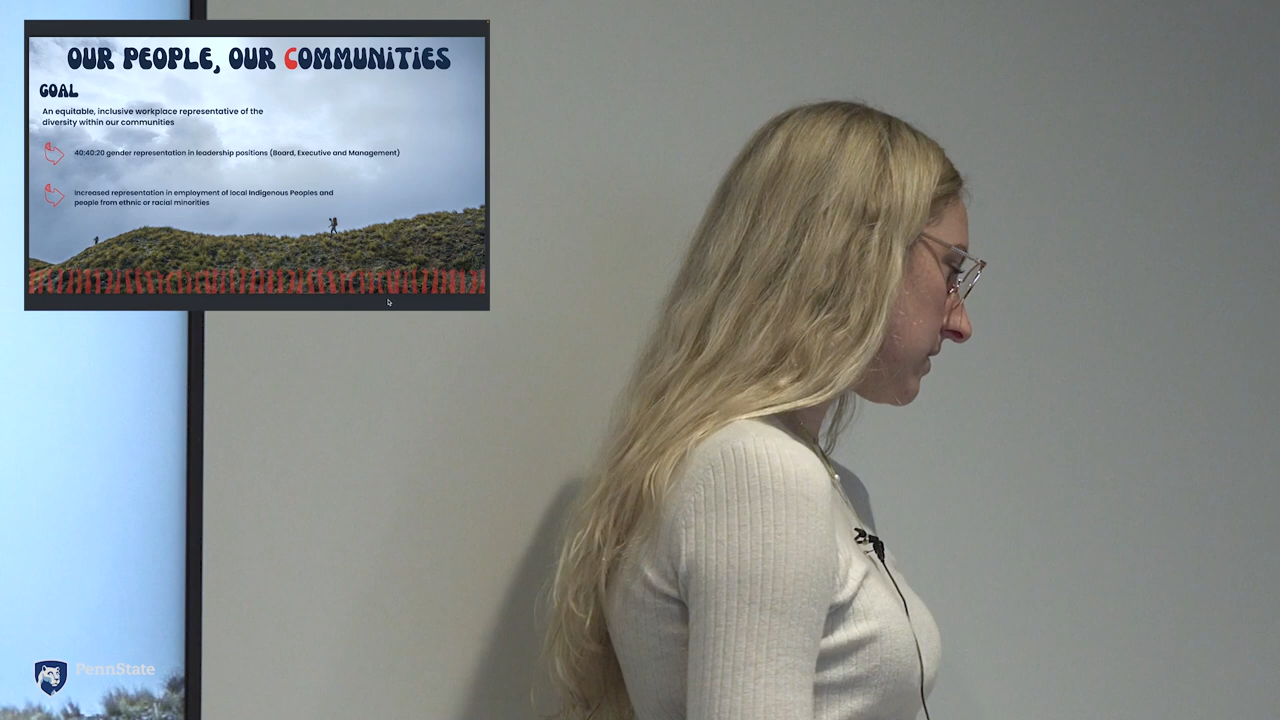 OUR PEOPLE, OUR COMMUNITIES
GOAL
An equitable, inclusive workplace representative of the
diversity within our communities
40:40:20 gender representation in leadership positions (Board, Executive and Management)
Increased representation in employment of local Indigenous Peoples and
people from ethnic or racial minorities
PennState